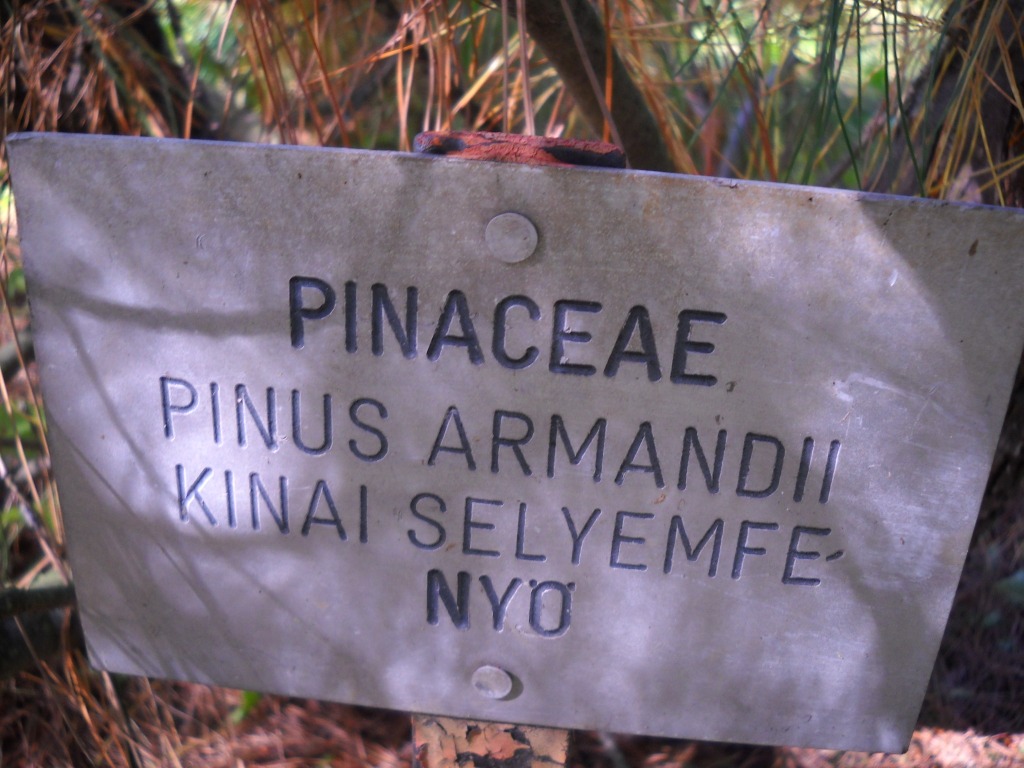 PINACEAE
PINUS ARMANDII
KINAI SELYEMFE-
NYŐ